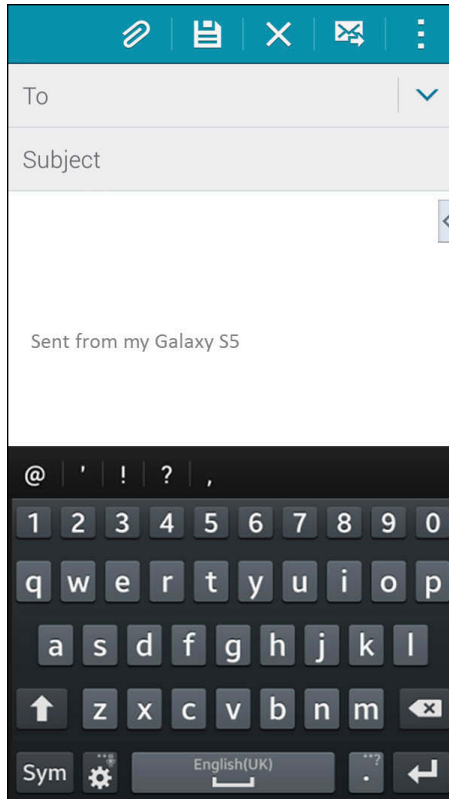 To
Subject
Sent from my Galaxy S5
@ ' ! ? ,
1 2 3 4 5 6 7 8 9 0
q w e r t y u i o p
a s d f g h j k l
z x c v b n m
Sym English(UK) . ?